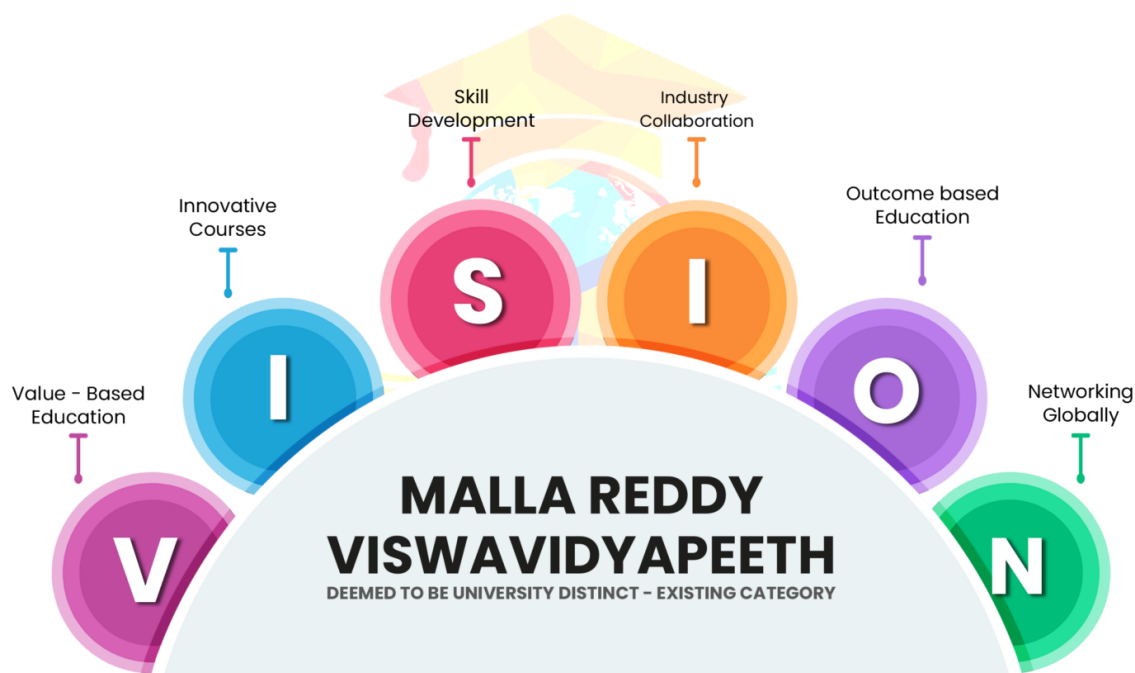 Skill
Development
Industry
Collaboration
Innovative
Courses
Outcome based
Education
Value - Based
Education
Networking
Globally
V
I
S
I
O
N
MALLA REDDY
VISWAVIDYAPEETH
DEEMED TO BE UNIVERSITY DISTINCT - EXISTING CATEGORY